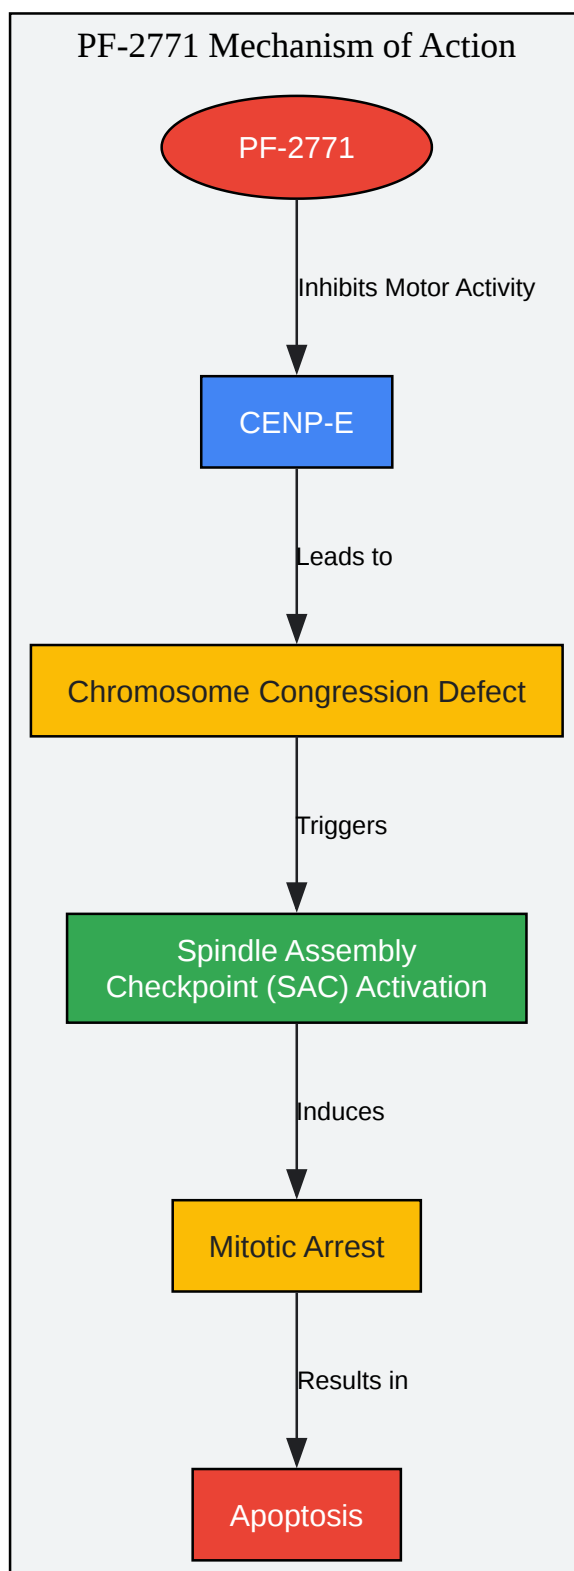 PF-2771 Mechanism of Action
PF-2771
Inhibits Motor Activity
CENP-E
Leads to
Chromosome Congression Defect
Triggers
Spindle Assembly
Checkpoint (SAC) Activation
Induces
Mitotic Arrest
Results in
Apoptosis